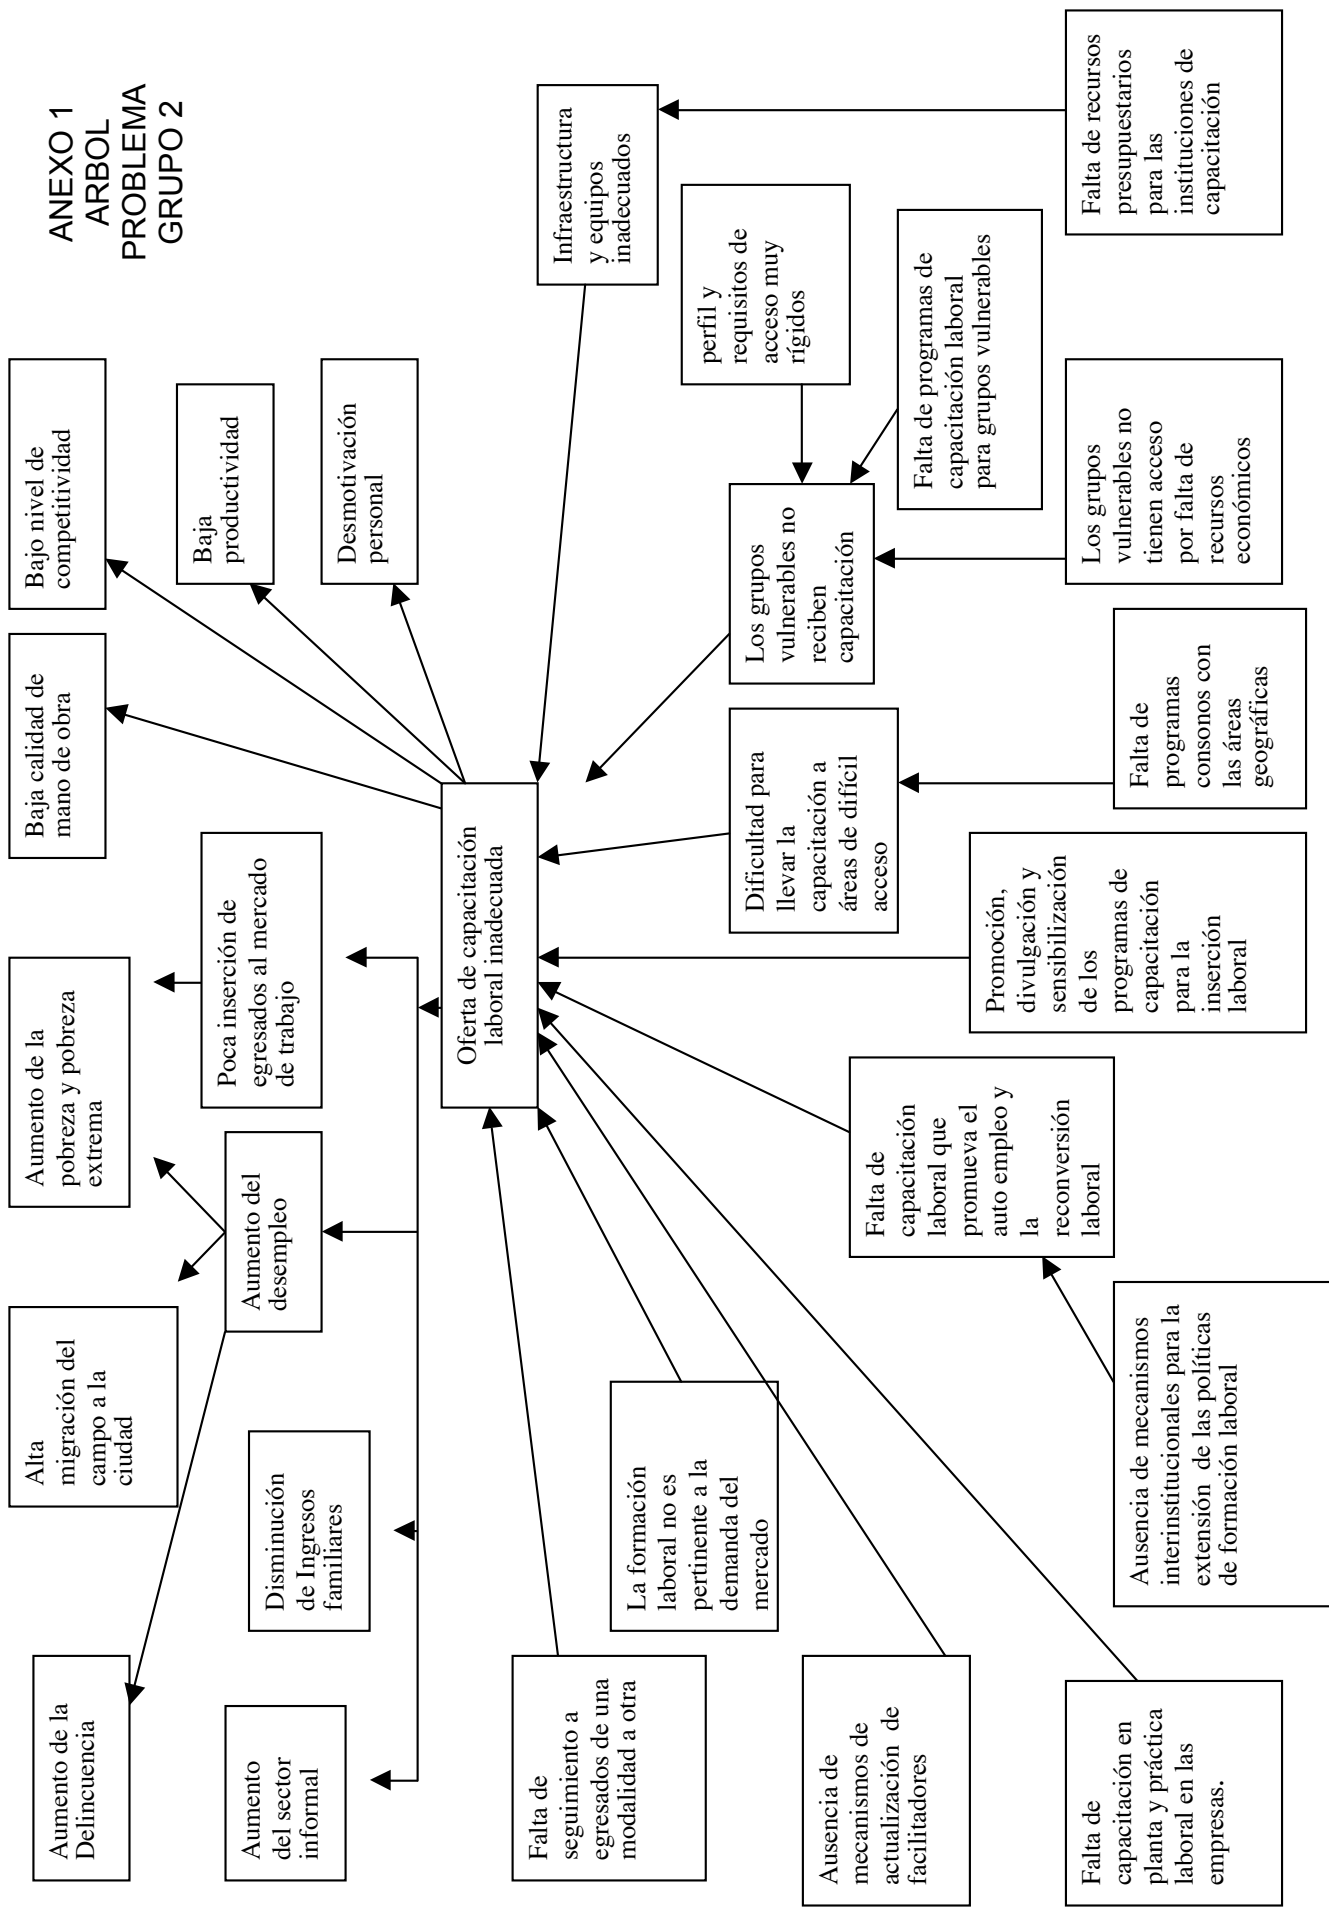 ANEXO 1
ARBOL
PROBLEMA
GRUPO 2
Aumento de la
Delincuencia
Alta
migración del
campo a la
ciudad
Aumento de la
pobreza y pobreza
extrema
Baja calidad de
mano de obra
Bajo nivel de
competitividad
Aumento
del sector
informal
Disminución
de Ingresos
familiares
Aumento del
desempleo
Poca inserción de
egresados al mercado
de trabajo
Baja
productividad
Desmotivación
personal
Oferta de capacitación
laboral inadecuada
Falta de
seguimiento a
egresados de una
modalidad a otra
La formación
laboral no es
pertinente a la
demanda del
mercado
Infraestructura
y equipos
inadecuados
perfil y
requisitos de
acceso muy
rígidos
Ausencia de
mecanismos de
actualización de
facilitadores
Falta de
capacitación
laboral que
promueva el
auto empleo y
la
reconversión
laboral
Dificultad para
llevar la
capacitación a
áreas de difícil
acceso
Los grupos
vulnerables no
reciben
capacitación
Falta de programas de
capacitación laboral
para grupos vulnerables
Falta de
capacitación en
planta y práctica
laboral en las
empresas.
Ausencia de mecanismos
interinstitucionales para la
extensión de las políticas
de formación laboral
Promoción,
divulgación y
sensibilización
de los
programas de
capacitación
para la
inserción
laboral
Falta de
programas
consonos con
las áreas
geográficas
Los grupos
vulnerables no
tienen acceso
por falta de
recursos
económicos
Falta de recursos
presupuestarios
para las
instituciones de
capacitación